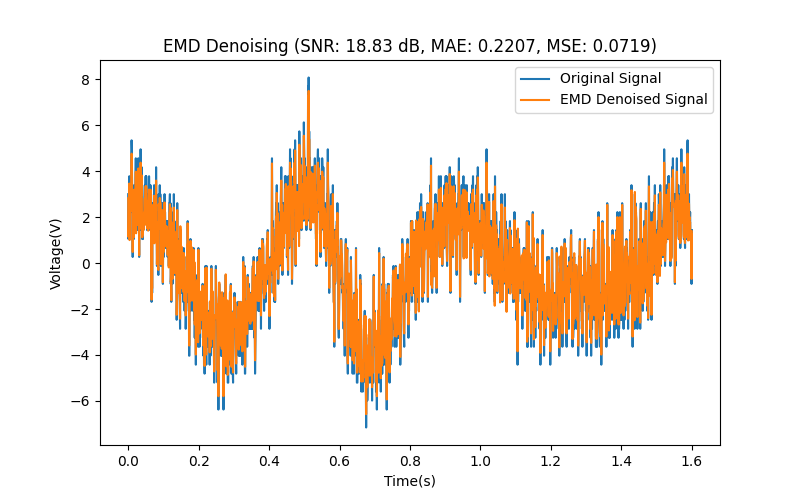 EMD Denoising (SNR: 18.83 dB, MAE: 0.2207, MSE: 0.0719)
Original Signal
EMD Denoised Signal
8
6
4
2
0
−2
−4
−6
Voltage(V)
0.0 0.2 0.4 0.6 0.8 1.0 1.2 1.4 1.6
Time(s)